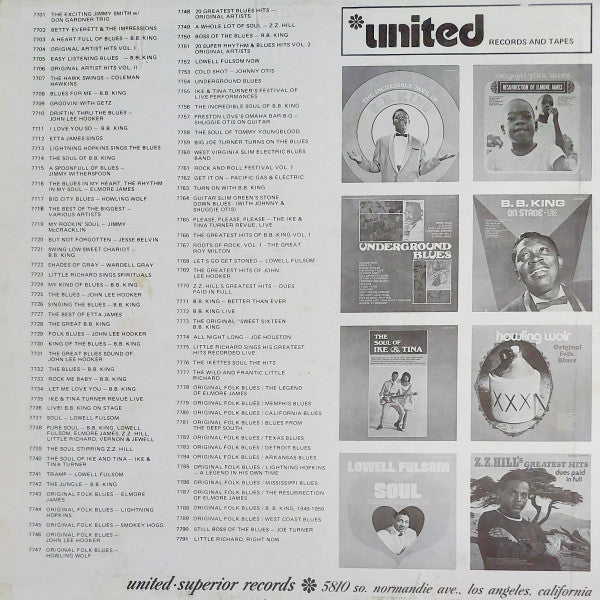 7701 THE EXCITING JIMMY SMITH w/
DON GARDNER TRIO
7702 BETTY EVERETT & THE IMPRESSIONS
7703 A HEART FULL OF BLUES – B.B. KING
7704 ORIGINAL ARTIST HITS VOL. I
7705 EASY LISTENING BLUES – B.B. KING
7706 ORIGINAL ARTIST HITS VOL. II
7707 THE HAWK SWINGS – COLEMAN
HAWKINS
7708 BLUES FOR ME – B.B. KING
7709 GROOVIN' WITH GETZ
7710 DRIFTIN' THRU THE BLUES –
JOHN LEE HOOKER
7711 I LOVE YOU SO – B.B. KING
7712 ETTA JAMES SINGS
7713 LIGHTNING HOPKINS SINGS THE BLUES
7714 THE SOUL OF B.B. KING
7715 A SPOONFULL OF BLUES –
JIMMY WITHERSPOON
7716 THE BLUES IN MY HEART, THE RHYTHM
IN MY SOUL – ELMORE JAMES
7717 BIG CITY BLUES – HOWLING WOLF
7718 THE BEST OF THE BIGGEST –
VARIOUS ARTISTS
7719 MY ROCKIN' SOUL – JIMMY
McCRACKLIN
7720 BUT NOT FORGOTTEN – JESSE BELVIN
7721 SWING LOW SWEET CHARIOT –
B.B. KING
7722 SHADES OF GRAY – WARDELL GRAY
7723 LITTLE RICHARD SINGS SPIRITUALS
7724 MY KIND OF BLUES – B.B. KING
7725 THE BLUES – JOHN LEE HOOKER
7726 SINGING THE BLUES – B.B. KING
7727 THE BEST OF ETTA JAMES
7728 THE GREAT B.B. KING
7729 FOLK BLUES – JOHN LEE HOOKER
7730 KING OF THE BLUES – B.B. KING
7731 THE GREAT BLUES SOUND OF
JOHN LEE HOOKER
7732 THE BLUES – B.B. KING
7733 ROCK ME BABY – B.B. KING
7734 LET ME LOVE YOU – B.B. KING
7735 IKE & TINA TURNER REVUE LIVE
7736 LIVE! B.B. KING ON STAGE
7737 SOUL – LOWELL FULSOM
7738 PURE SOUL – B.B. KING, LOWELL
FULSOM, ELMORE JAMES, Z.Z. HILL,
LITTLE RICHARD, VERNON & JEWELL
7739 THE SOUL STIRRING Z.Z. HILL
7740 THE SOUL OF IKE AND TINA – IKE &
TINA TURNER
7741 TRAMP – LOWELL FULSOM
7742 THE JUNGLE – B.B. KING
7743 ORIGINAL FOLK BLUES – ELMORE
JAMES
7744 ORIGINAL FOLK BLUES – LIGHTNING
HOPKINS
7745 ORIGINAL FOLK BLUES – SMOKEY HOGG
7746 ORIGINAL FOLK BLUES –
JOHN LEE HOOKER
7747 ORIGINAL FOLK BLUES –
HOWLING WOLF
7748 20 GREATEST BLUES HITS –
ORIGINAL ARTISTS
7749 A WHOLE LOT OF SOUL – Z.Z. HILL
7750 BOSS OF THE BLUES – B.B. KING
7751 20 SUPER RHYTHM & BLUES HITS VOL. 2
ORIGINAL ARTISTS
7752 LOWELL FULSOM NOW
7753 COLD SHOT – JOHNNY OTIS
7754 UNDERGROUND BLUES
7755 IKE & TINA TURNER'S FESTIVAL OF
LIVE PERFORMANCES
7756 THE INCREDIBLE SOUL OF B.B. KING
7757 PRESTON LOVE'S OMAHA BAR-B-Q –
SHUGGIE OTIS ON GUITAR
7758 THE SOUL OF TOMMY YOUNGBLOOD
7759 BIG JOE TURNER TURNS ON THE BLUES
7760 WEST VIRGINIA SLIM ELECTRIC BLUES
BAND
7761 ROCK AND ROLL FESTIVAL VOL. 1
7762 GET IT ON – PACIFIC GAS & ELECTRIC
7763 TURN ON WITH B.B. KING
7764 GUITAR SLIM GREEN'S STONE
DOWN BLUES (WITH JOHNNY &
SHUGGIE OTIS)
7765 PLEASE, PLEASE, PLEASE – THE IKE &
TINA TURNER REVUE, LIVE
7766 THE GREATEST HITS OF B.B. KING VOL. 1
7767 ROOTS OF ROCK, VOL. 1 – THE GREAT
ROY MILTON
7768 LET'S GO GET STONED – LOWELL FULSOM
7769 THE GREATEST HITS OF JOHN
LEE HOOKER
7770 Z.Z. HILL'S GREATEST HITS – DUES
PAID IN FULL
7771 B.B. KING – BETTER THAN EVER
7772 B.B. KING LIVE
7773 THE ORIGINAL "SWEET SIXTEEN
B.B. KING
7774 ALL NIGHT LONG – JOE HOUSTON
7775 LITTLE RICHARD SINGS HIS GREATEST
HITS RECORDED LIVE
7776 THE IKETTES SOUL THE HITS
7777 THE WILD AND FRANTIC LITTLE
RICHARD
7778 ORIGINAL FOLK BLUES / THE LEGEND
OF ELMORE JAMES
7779 ORIGINAL FOLK BLUES / MEMPHIS BLUES
7780 ORIGINAL FOLK BLUES / CALIFORNIA BLUES
7781 ORIGINAL FOLK BLUES / BLUES FROM
THE DEEP SOUTH
7782 ORIGINAL FOLK BLUES / TEXAS BLUES
7783 ORIGINAL FOLK BLUES / DETROIT BLUES
7784 ORIGINAL FOLK BLUES / ARKANSAS BLUES
7785 ORIGINAL FOLK BLUES / LIGHTNING HOPKINS
– A LEGEND IN HIS OWN TIME
7786 ORIGINAL FOLK BLUES / MISSISSIPPI BLUES
7787 ORIGINAL FOLK BLUES / THE RESURRECTION
OF ELMORE JAMES
7788 ORIGINAL FOLK BLUES / B. B. KING, 1949-1950
7789 ORIGINAL FOLK BLUES / WEST COAST BLUES
7790 STILL BOSS OF THE BLUES – JOE TURNER
7791 LITTLE RICHARD, RIGHT NOW
*united
RECORDS AND TAPES
ORIGINAL FOLK BLUES
RESURRECTION OF ELMORE JAMES
UNDERGROUND
BLUES
B. B. KING
ON STAGE • LIVE
THE
SOUL OF
IKE & TINA
howling wolf
Original
Folk
Blues
XXX
LOWELL FULSOM
SOUL
Z.Z. HILL'S GREATEST HITS
dues paid
in full
united·superior records * 5810 so. normandie ave., los angeles, california